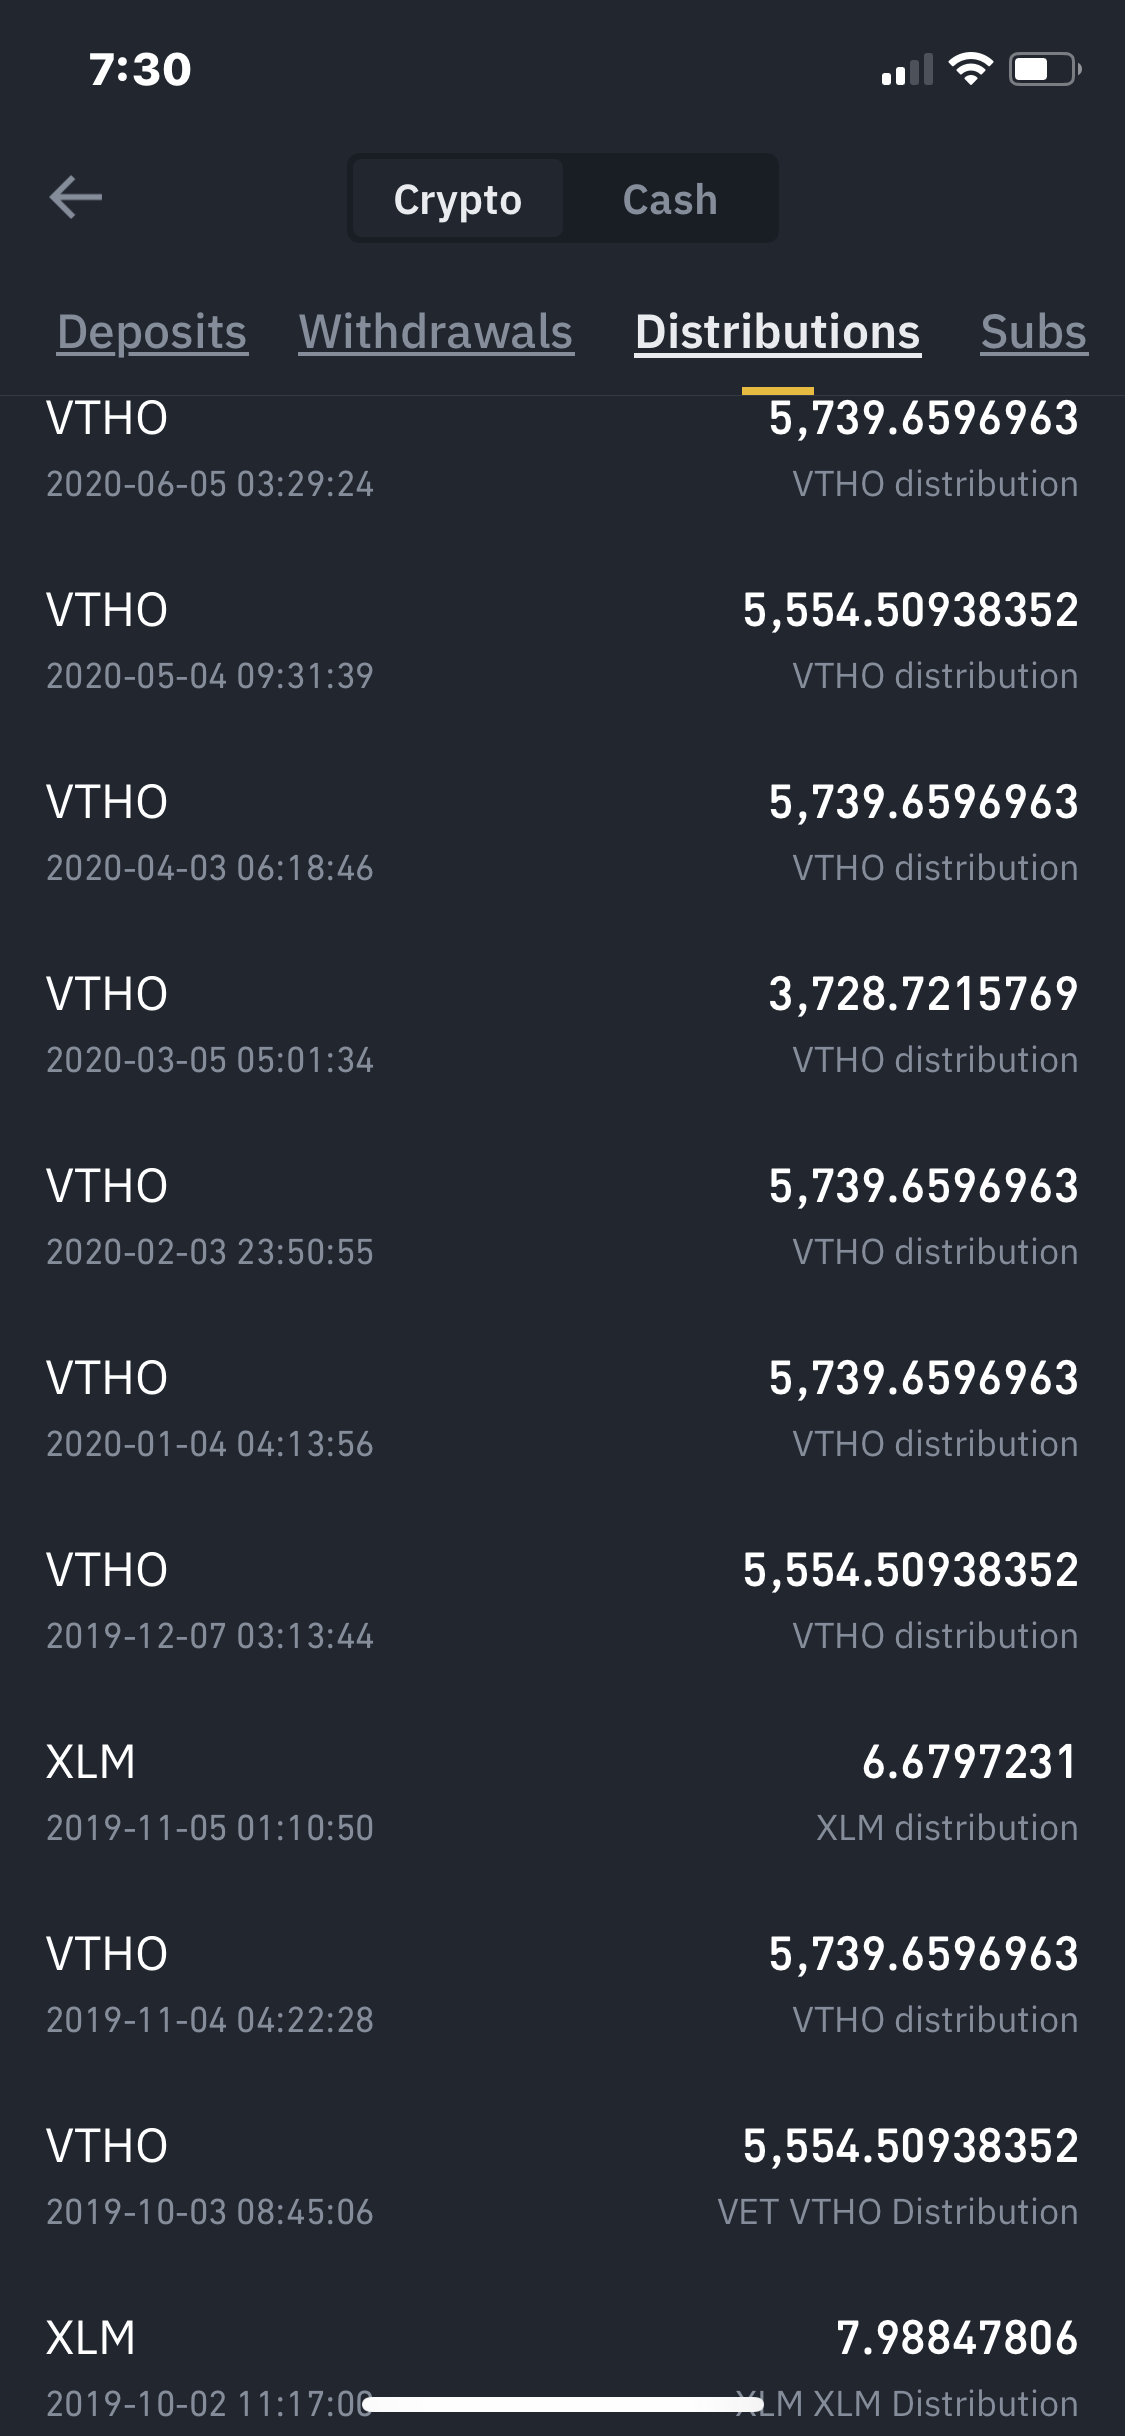 7:30
Crypto Cash
Deposits Withdrawals Distributions Subs
VTHO 5,739.6596963
2020-06-05 03:29:24 VTHO distribution
VTHO 5,554.50938352
2020-05-04 09:31:39 VTHO distribution
VTHO 5,739.6596963
2020-04-03 06:18:46 VTHO distribution
VTHO 3,728.7215769
2020-03-05 05:01:34 VTHO distribution
VTHO 5,739.6596963
2020-02-03 23:50:55 VTHO distribution
VTHO 5,739.6596963
2020-01-04 04:13:56 VTHO distribution
VTHO 5,554.50938352
2019-12-07 03:13:44 VTHO distribution
XLM 6.6797231
2019-11-05 01:10:50 XLM distribution
VTHO 5,739.6596963
2019-11-04 04:22:28 VTHO distribution
VTHO 5,554.50938352
2019-10-03 08:45:06 VET VTHO Distribution
XLM 7.98847806
2019-10-02 11:17:00 XLM XLM Distribution